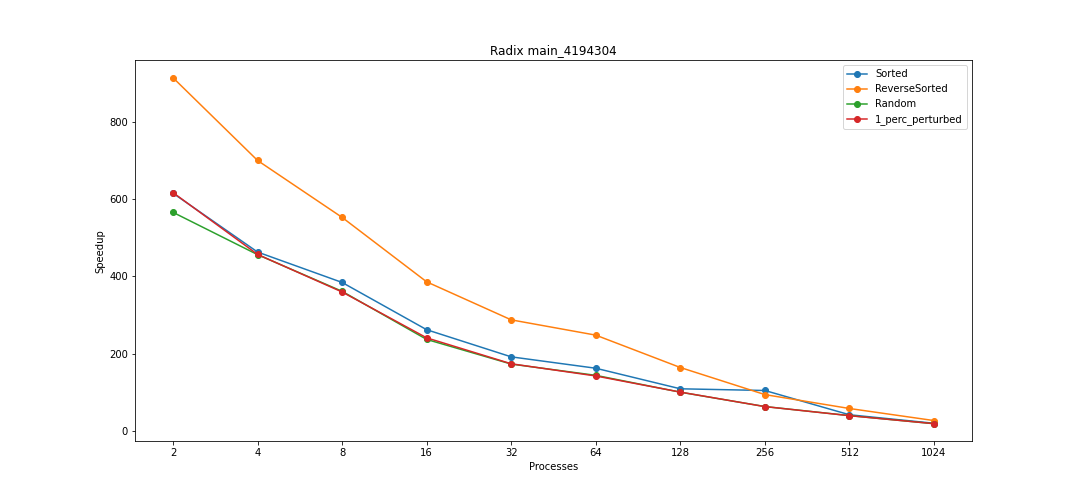 Radix main_4194304
Sorted
ReverseSorted
Random
1_perc_perturbed
Speedup
800
600
400
200
0
2 4 8 16 32 64 128 256 512 1024
Processes